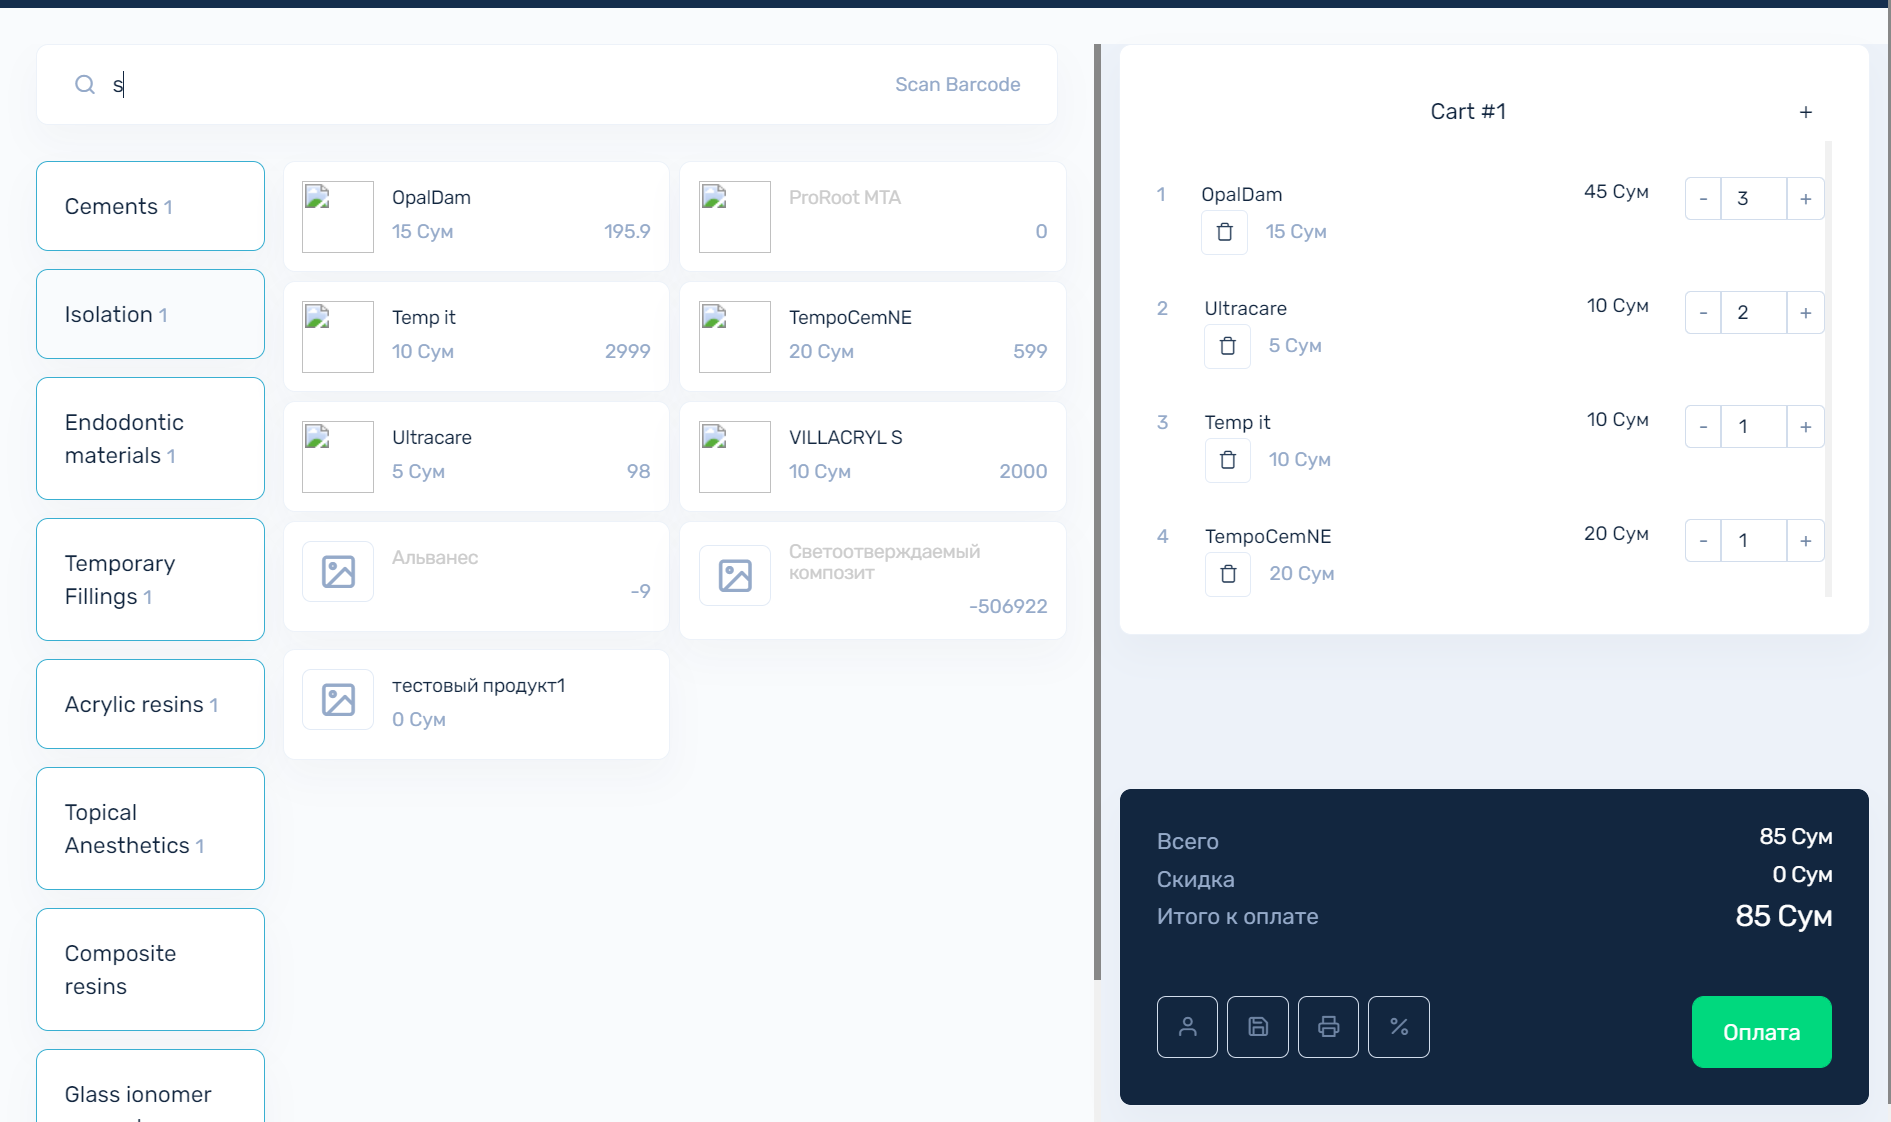 s
Scan Barcode
Cements 1
Isolation 1
Endodontic
materials 1
Temporary
Fillings 1
Acrylic resins 1
Topical
Anesthetics 1
Composite
resins
Glass ionomer
OpalDam
15 Сум 195.9
ProRoot MTA
0
Temp it
10 Сум 2999
TempoCemNE
20 Сум 599
Ultracare
5 Сум 98
VILLACRYL S
10 Сум 2000
Альванес
-9
Светоотверждаемый
композит
-506922
тестовый продукт1
0 Сум
Cart #1 +
1 OpalDam 45 Сум - 3 +
15 Сум
2 Ultracare 10 Сум - 2 +
5 Сум
3 Temp it 10 Сум - 1 +
10 Сум
4 TempoCemNE 20 Сум - 1 +
20 Сум
Всего 85 Сум
Скидка 0 Сум
Итого к оплате 85 Сум
Оплата